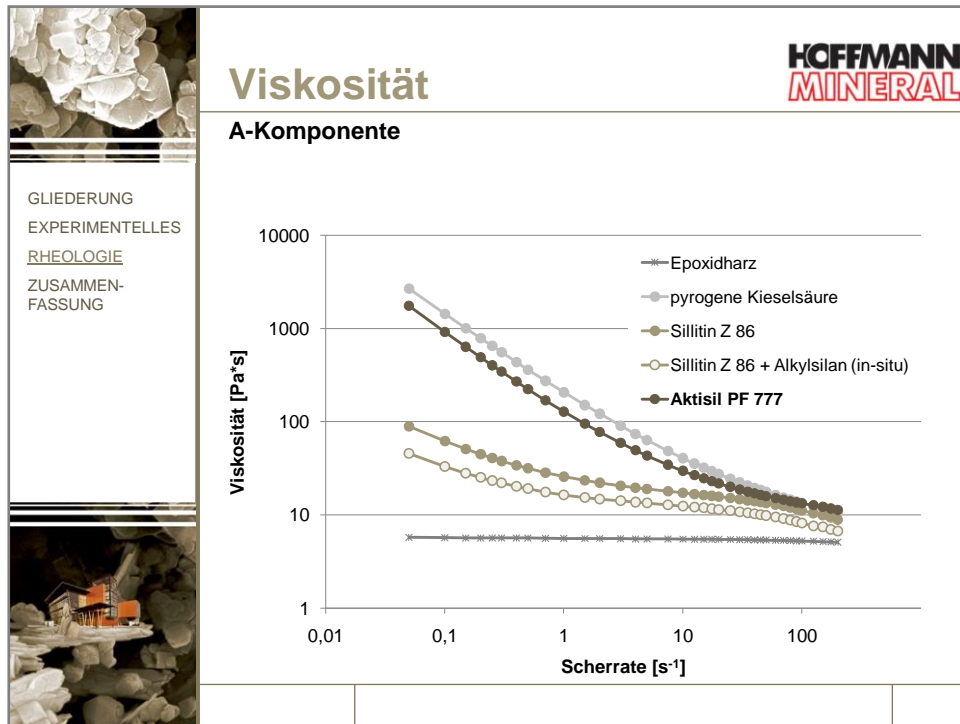 Viskosität
HOFFMANN
MINERAL
A-Komponente
GLIEDERUNG
EXPERIMENTELLES
RHEOLOGIE
ZUSAMMEN-
FASSUNG
10000
1000
100
10
1
0,01
0,1
1
10
100
Viskosität [Pa*s]
Scherrate [s⁻¹]
Epoxidharz
pyrogene Kieselsäure
Sillitin Z 86
Sillitin Z 86 + Alkylsilan (in-situ)
Aktisil PF 777